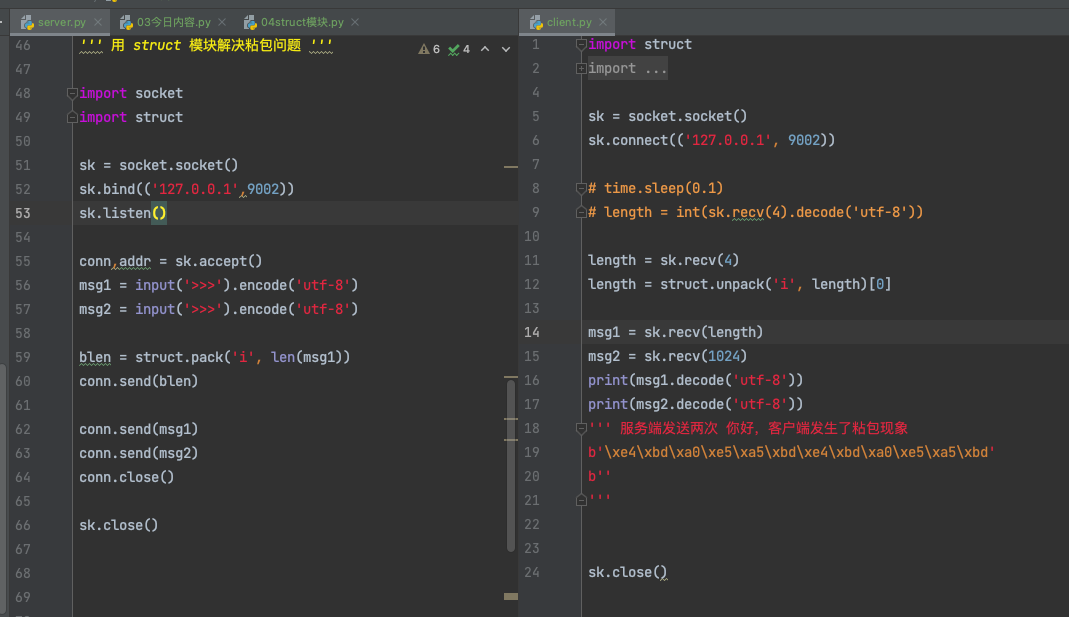 server.py
03今日内容.py
04struct模块.py
46 ''' 用 struct 模块解决粘包问题 '''
6 4
47
48 import socket
49 import struct
50
51 sk = socket.socket()
52 sk.bind(('127.0.0.1',9002))
53 sk.listen()
54
55 conn,addr = sk.accept()
56 msg1 = input('>>>').encode('utf-8')
57 msg2 = input('>>>').encode('utf-8')
58
59 blen = struct.pack('i', len(msg1))
60 conn.send(blen)
61
62 conn.send(msg1)
63 conn.send(msg2)
64 conn.close()
65
66 sk.close()
67
68
69
client.py
1 import struct
2 import ...
4
5 sk = socket.socket()
6 sk.connect(('127.0.0.1', 9002))
7
8 # time.sleep(0.1)
9 # length = int(sk.recv(4).decode('utf-8'))
10
11 length = sk.recv(4)
12 length = struct.unpack('i', length)[0]
13
14 msg1 = sk.recv(length)
15 msg2 = sk.recv(1024)
16 print(msg1.decode('utf-8'))
17 print(msg2.decode('utf-8'))
18 ''' 服务端发送两次 你好，客户端发生了粘包现象
19 b'\xe4\xbd\xa0\xe5\xa5\xbd\xe4\xbd\xa0\xe5\xa5\xbd'
20 b''
21 '''
22
23
24 sk.close()